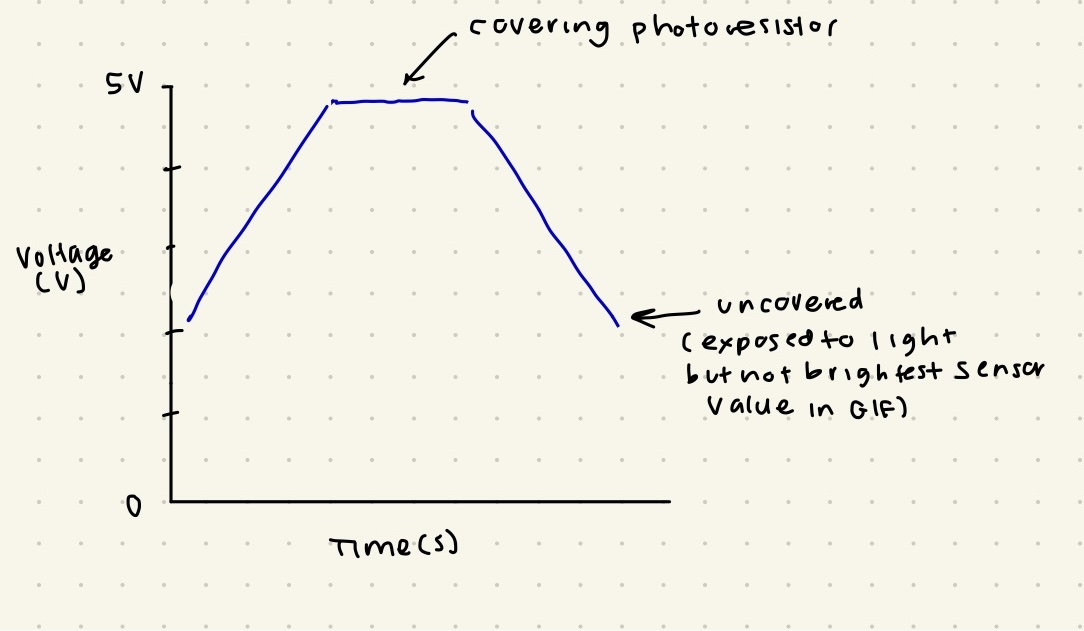 covering photoresistor
5V
Voltage
(V)
uncovered
(exposed to light
but not brightest sensor
value in GIF)
0
Time(s)